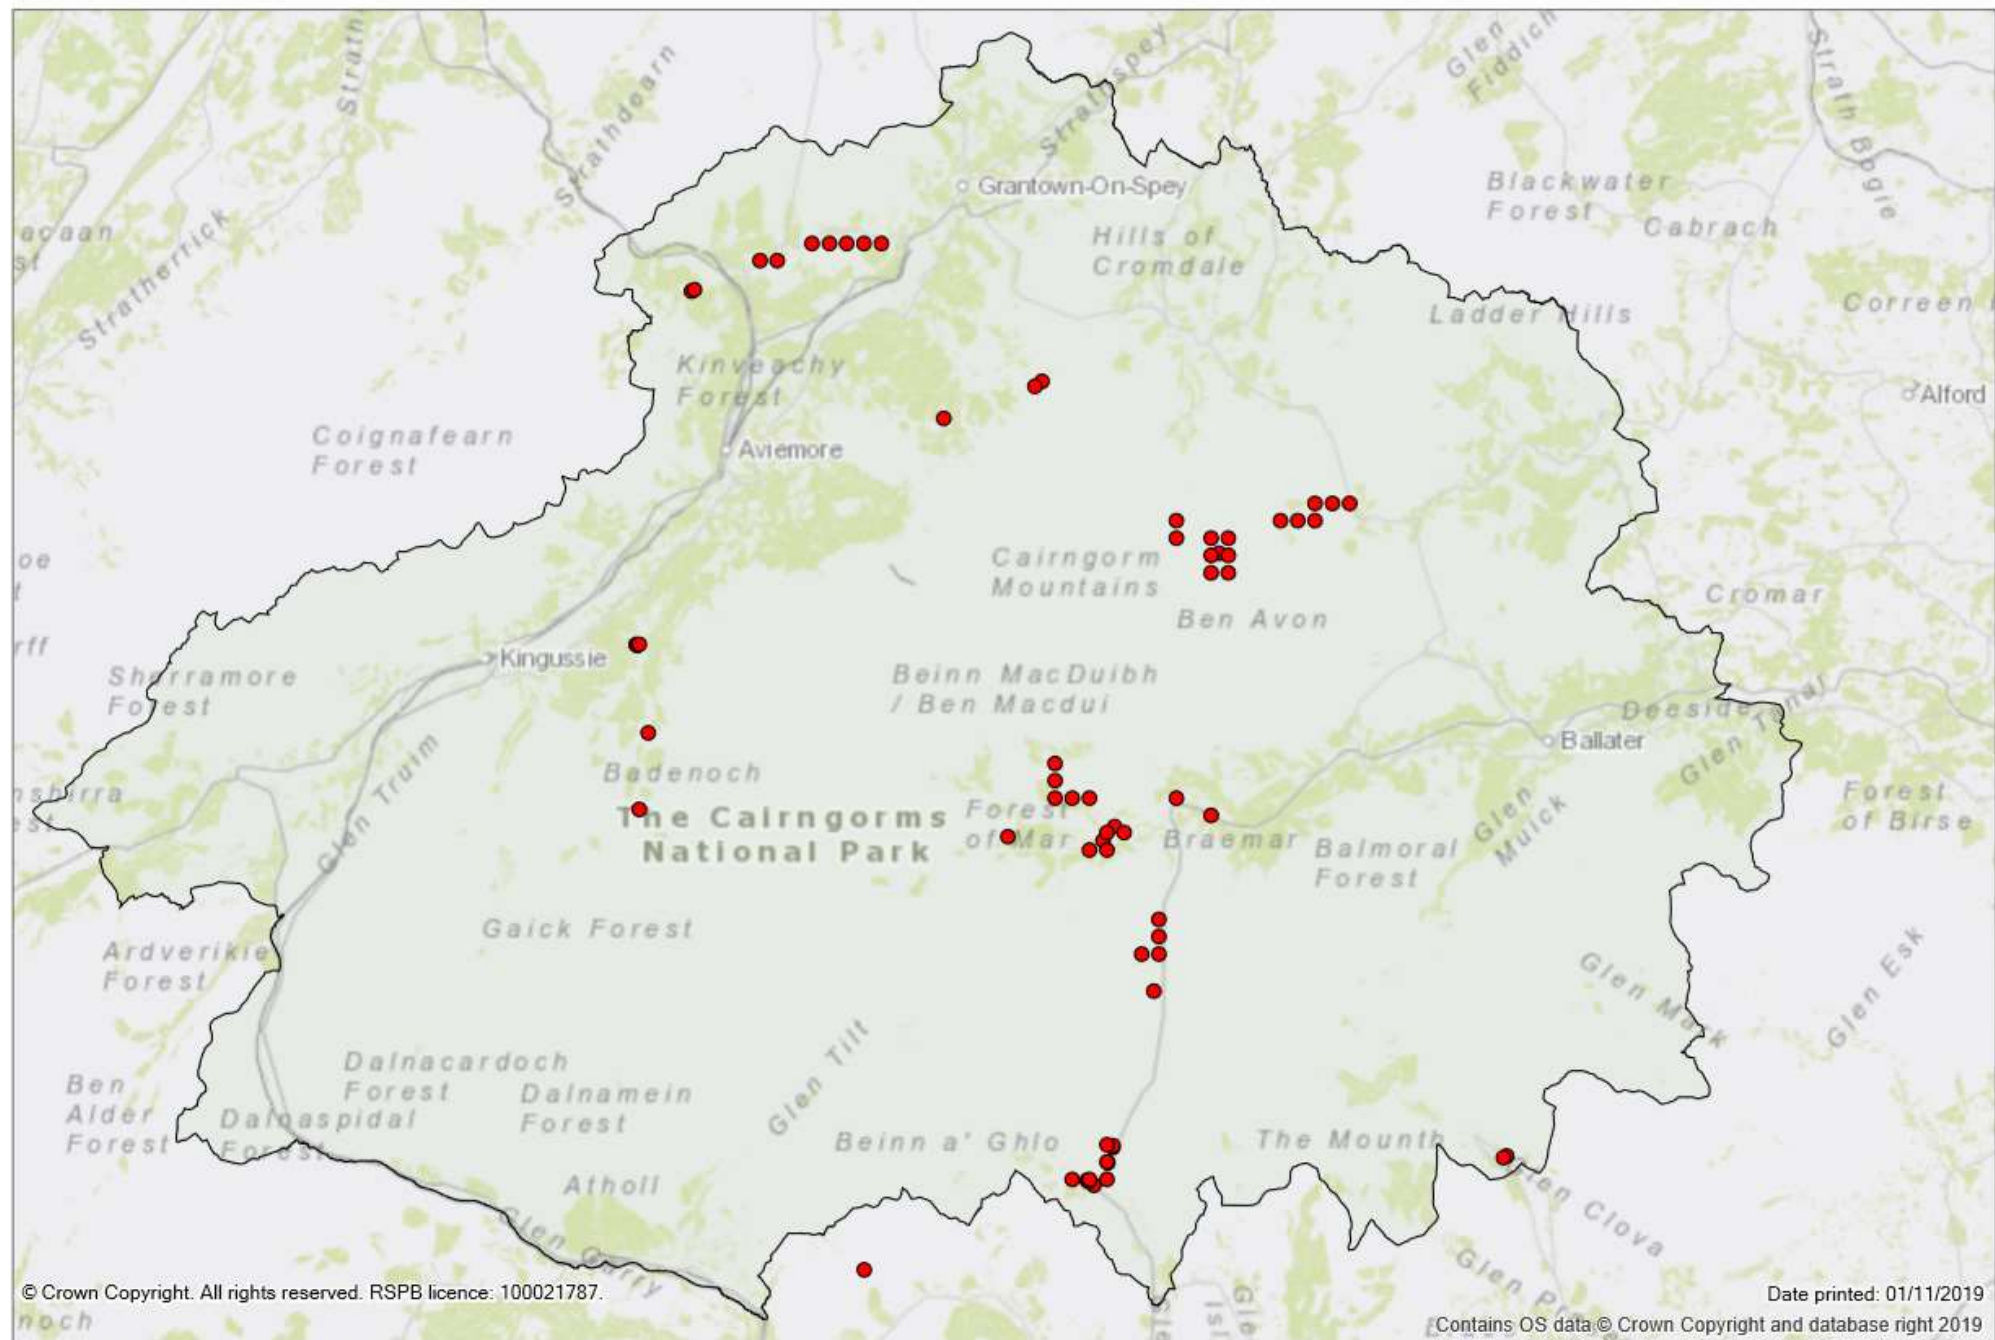 Strath
Strathdearn
Strathspey
Glen
Fiddich
Strath Bogie
Stratherrick
Grantown-On-Spey
Hills of
Cromdale
Blackwater
Forest
Cabrach
Ladder Hills
Correen
Kinveachy
Forest
Coignafearn
Forest
Aviemore
Alford
Cairngorm
Mountains
Ben Avon
Cromar
Kingussie
Sherramore
Forest
Beinn MacDuibh
/ Ben Macdui
Deeside
Glen Tanar
Ballater
Badenoch
The Cairngorms
National Park
Forest
of Mar
Braemar
Balmoral
Forest
Glen
Muick
Forest
of Birse
Glen Truim
Gaick Forest
Ardverikie
Forest
Glen Mark
Glen Esk
Dalnacardoch
Forest
Dalnamein
Forest
Glen Tilt
Ben
Alder
Forest
Dalnaspidal
Forest
Beinn a' Ghlo
The Mounth
Atholl
Glen Clova
Glen Garry
© Crown Copyright. All rights reserved. RSPB licence: 100021787.
Date printed: 01/11/2019
Contains OS data © Crown Copyright and database right 2019